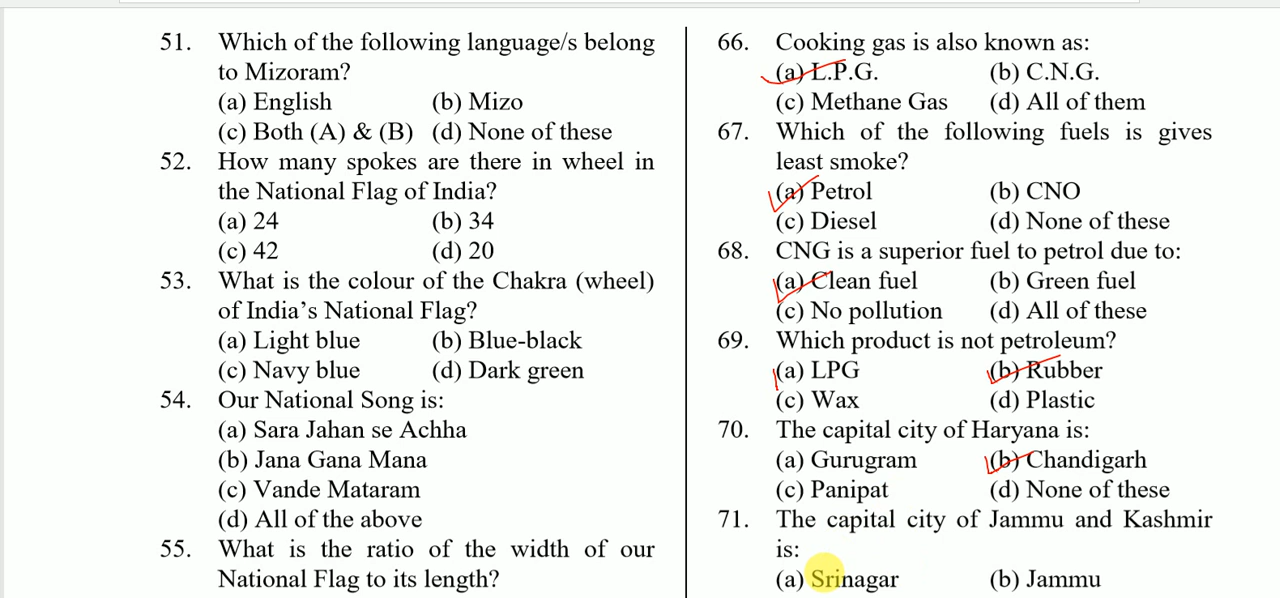 51. Which of the following language/s belong
to Mizoram?
(a) English (b) Mizo
(c) Both (A) & (B) (d) None of these
52. How many spokes are there in wheel in
the National Flag of India?
(a) 24 (b) 34
(c) 42 (d) 20
53. What is the colour of the Chakra (wheel)
of India's National Flag?
(a) Light blue (b) Blue-black
(c) Navy blue (d) Dark green
54. Our National Song is:
(a) Sara Jahan se Achha
(b) Jana Gana Mana
(c) Vande Mataram
(d) All of the above
55. What is the ratio of the width of our
National Flag to its length?
66. Cooking gas is also known as:
(a) L.P.G. (b) C.N.G.
(c) Methane Gas (d) All of them
67. Which of the following fuels is gives
least smoke?
(a) Petrol (b) CNO
(c) Diesel (d) None of these
68. CNG is a superior fuel to petrol due to:
(a) Clean fuel (b) Green fuel
(c) No pollution (d) All of these
69. Which product is not petroleum?
(a) LPG (b) Rubber
(c) Wax (d) Plastic
70. The capital city of Haryana is:
(a) Gurugram (b) Chandigarh
(c) Panipat (d) None of these
71. The capital city of Jammu and Kashmir
is:
(a) Srinagar (b) Jammu